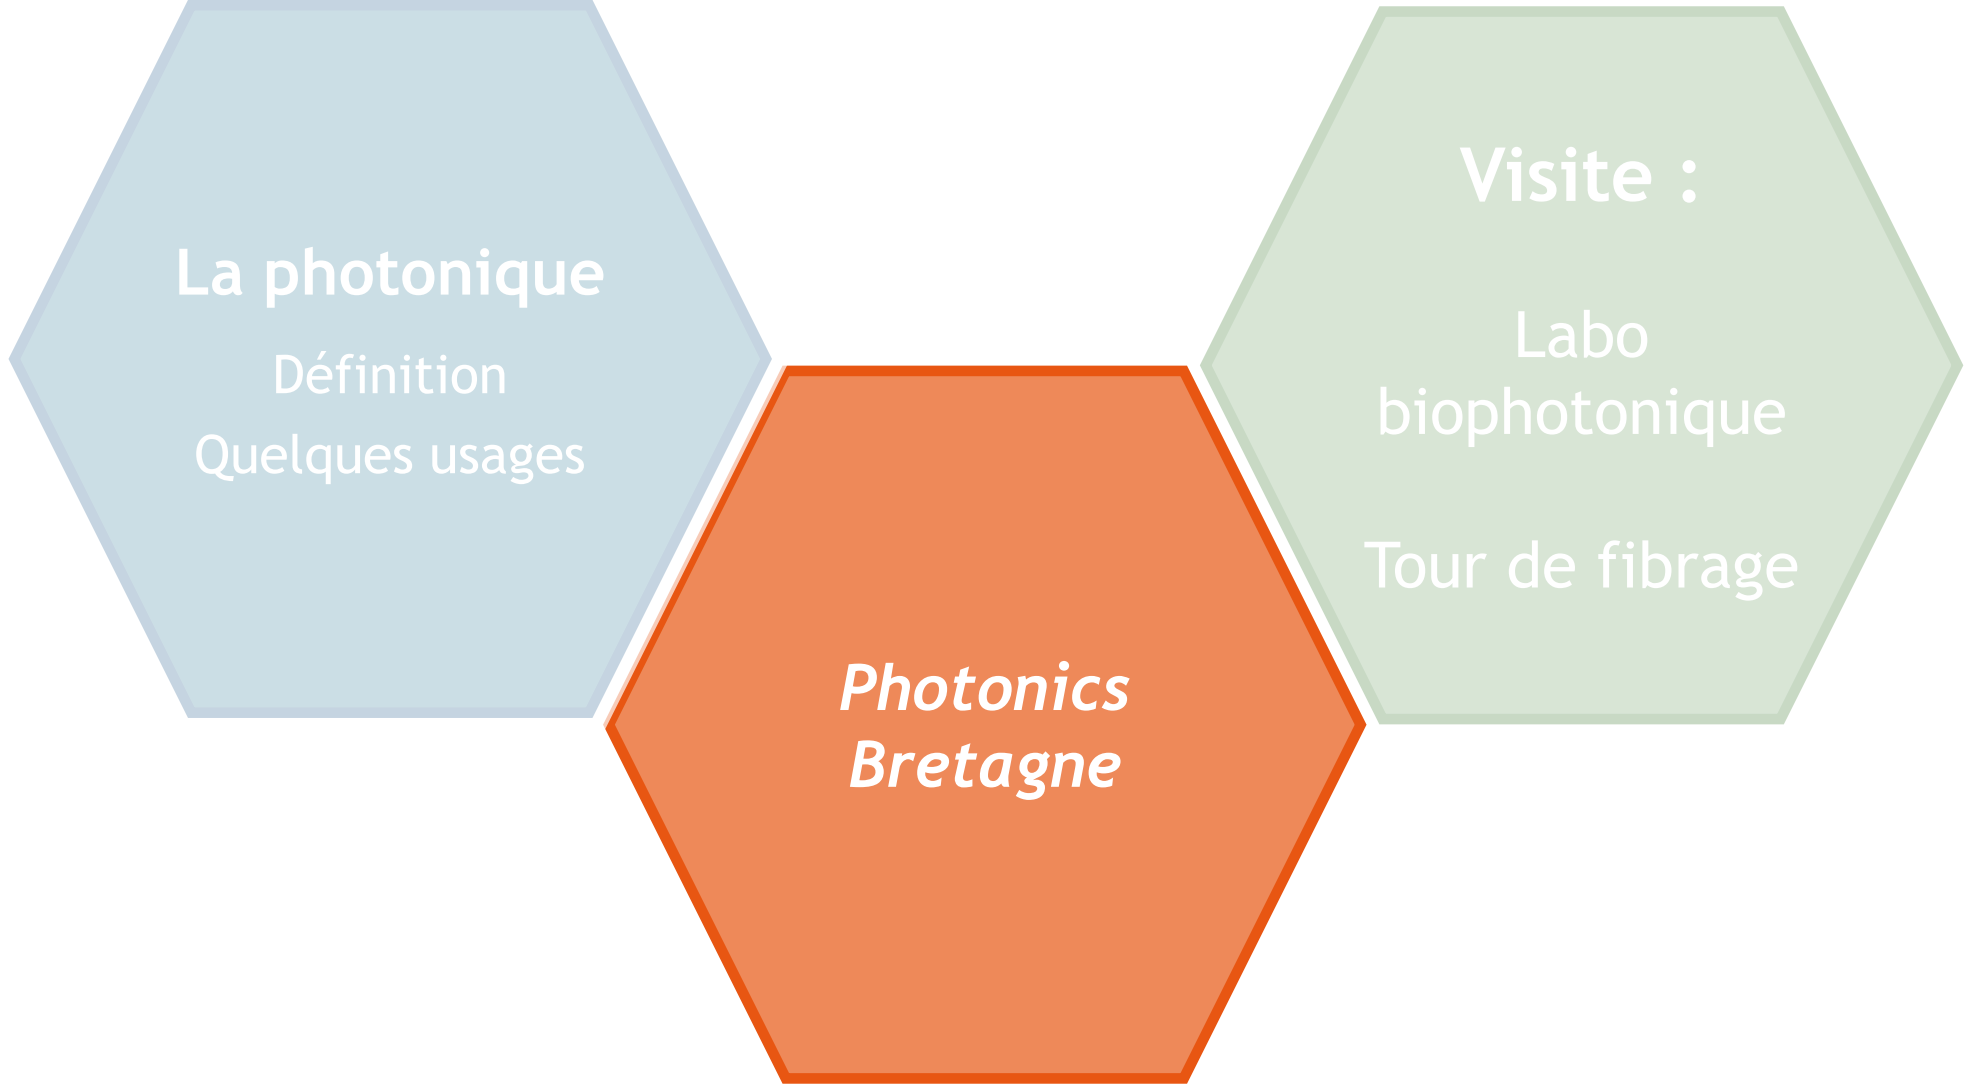 La photonique
Définition
Quelques usages
Photonics
Bretagne
Visite :
Labo
biophotonique
Tour de fibrage